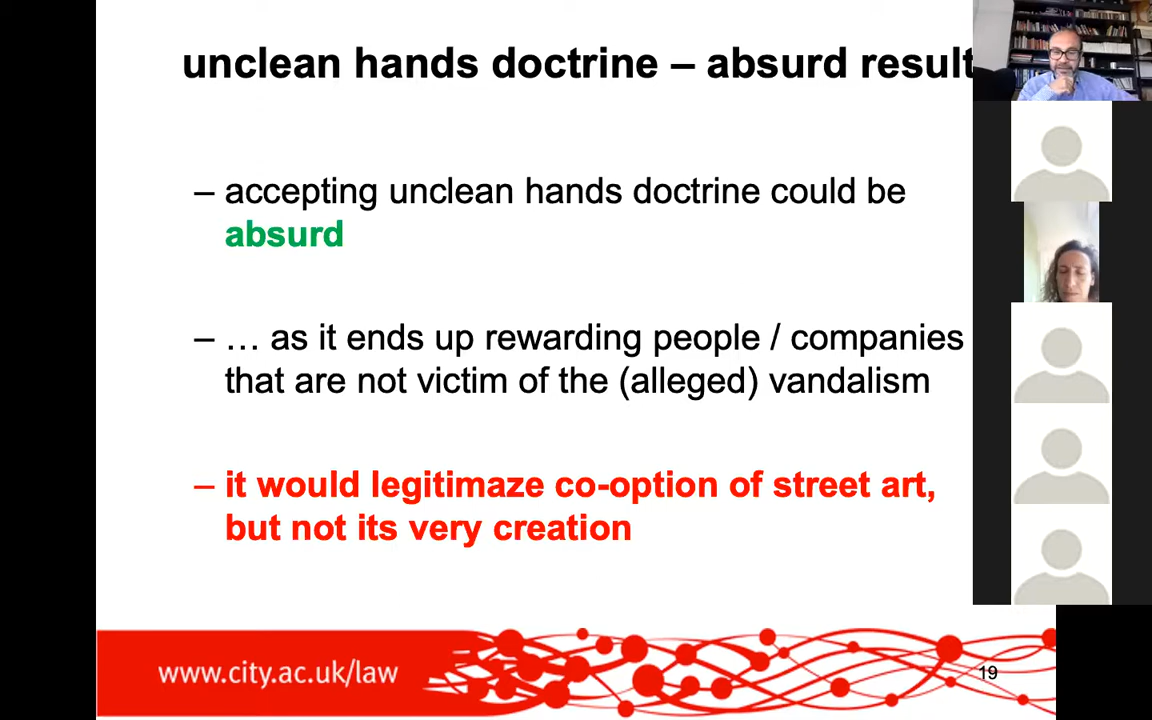 unclean hands doctrine – absurd result
– accepting unclean hands doctrine could be
absurd
– … as it ends up rewarding people / companies
that are not victim of the (alleged) vandalism
– it would legitimaze co-option of street art,
but not its very creation
www.city.ac.uk/law
19